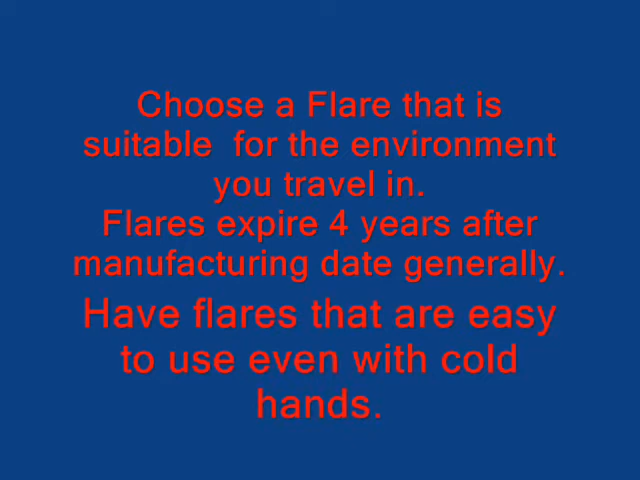 Choose a Flare that is
suitable  for the environment
you travel in.
Flares expire 4 years after
manufacturing date generally.
Have flares that are easy
to use even with cold
hands.